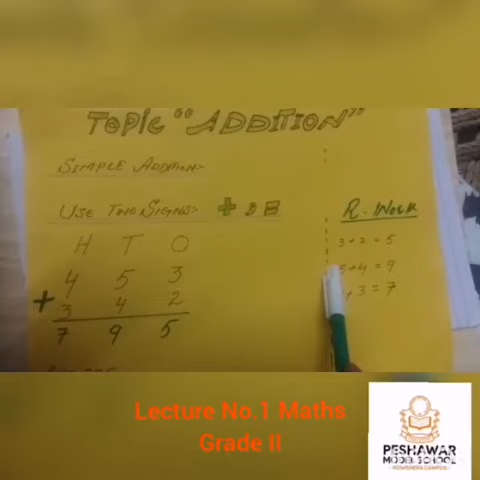 TOPIC "ADDITION"
SIMPLE ADDITION:-
USE TWO SIGNS:- + , =
H T O
4 5 3
+ 3 4 2
7 9 5
R. WORK
3 + 2 = 5
5 + 4 = 9
+ 3 = 7
Lecture No.1 Maths
Grade II
PESHAWAR
MODEL SCHOOL